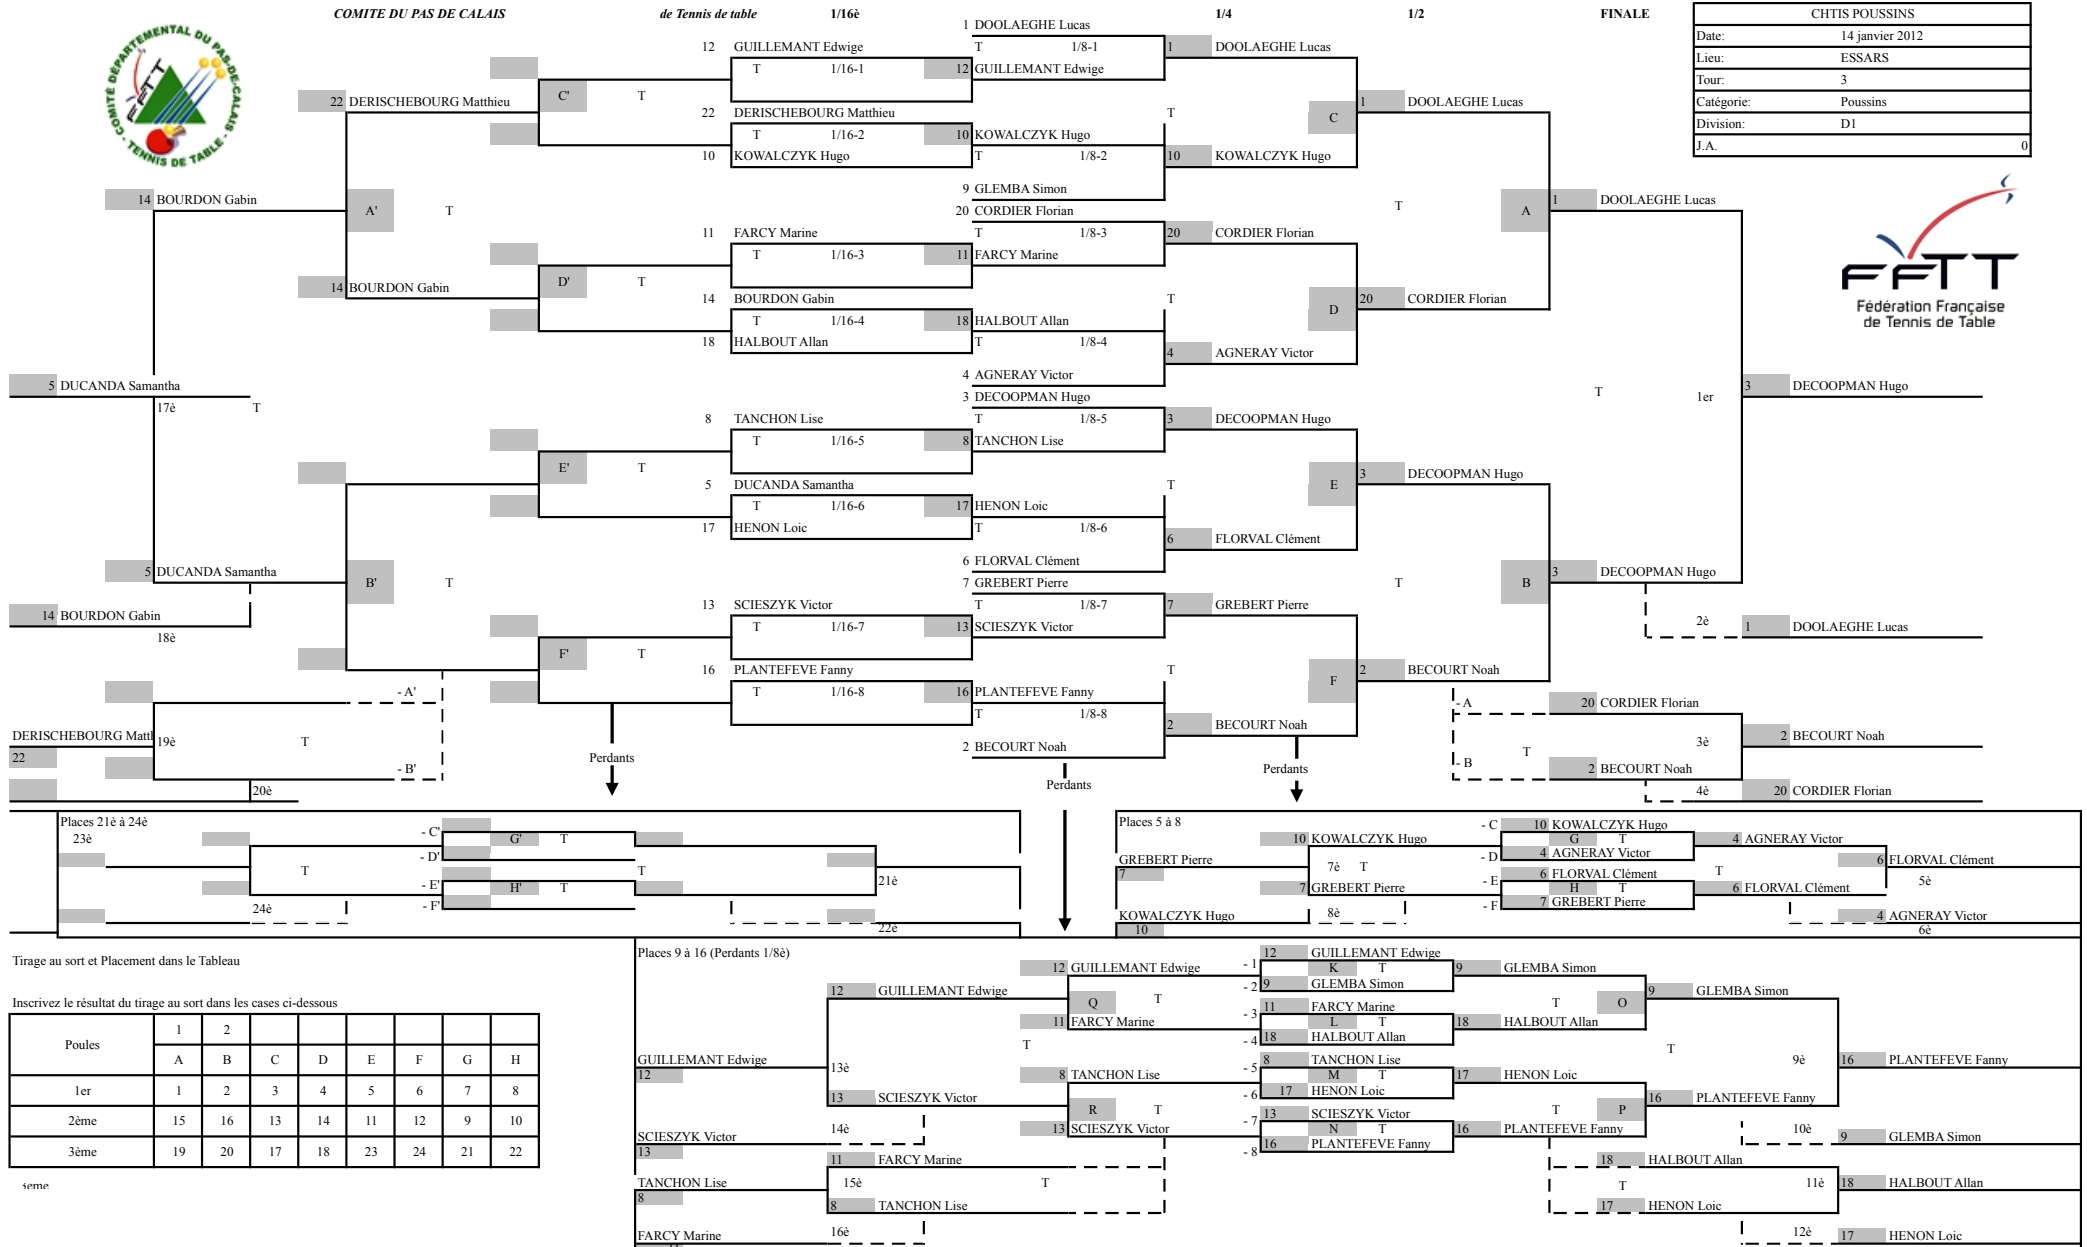 COMITE DU PAS DE CALAIS de Tennis de table 1/16è 1/4 1/2 FINALE
COMITÉ DÉPARTEMENTAL DU PAS-DE-CALAIS - TENNIS DE TABLE -
FFTT
CHTIS POUSSINS
Date: 14 janvier 2012
Lieu: ESSARS
Tour: 3
Catégorie: Poussins
Division: D1
J.A. 0
FFTT
Fédération Française
de Tennis de Table
1 DOOLAEGHE Lucas
12 GUILLEMANT Edwige T 1/8-1 1 DOOLAEGHE Lucas
T 1/16-1 12 GUILLEMANT Edwige
22 DERISCHEBOURG Matthieu C' T 1 DOOLAEGHE Lucas
22 DERISCHEBOURG Matthieu T C
T 1/16-2 10 KOWALCZYK Hugo
10 KOWALCZYK Hugo T 1/8-2 10 KOWALCZYK Hugo
9 GLEMBA Simon
14 BOURDON Gabin A' T T A 1 DOOLAEGHE Lucas
20 CORDIER Florian
11 FARCY Marine T 1/8-3 20 CORDIER Florian
T 1/16-3 11 FARCY Marine
14 BOURDON Gabin D' T
14 BOURDON Gabin T D 20 CORDIER Florian
T 1/16-4 18 HALBOUT Allan
18 HALBOUT Allan T 1/8-4 4 AGNERAY Victor
4 AGNERAY Victor
5 DUCANDA Samantha T 1er 3 DECOOPMAN Hugo
17è T
3 DECOOPMAN Hugo
8 TANCHON Lise T 1/8-5 3 DECOOPMAN Hugo
T 1/16-5 8 TANCHON Lise
E' T 3 DECOOPMAN Hugo
5 DUCANDA Samantha T E
T 1/16-6 17 HENON Loic
17 HENON Loic T 1/8-6 6 FLORVAL Clément
6 FLORVAL Clément
5 DUCANDA Samantha B' T T B 3 DECOOPMAN Hugo
7 GREBERT Pierre
13 SCIESZYK Victor T 1/8-7 7 GREBERT Pierre
14 BOURDON Gabin T 1/16-7 13 SCIESZYK Victor 2è 1 DOOLAEGHE Lucas
18è
F' T
16 PLANTEFEVE Fanny T F 2 BECOURT Noah
- A' T 1/16-8 16 PLANTEFEVE Fanny - A 20 CORDIER Florian
T 1/8-8 2 BECOURT Noah
DERISCHEBOURG Mattl 19è T 2 BECOURT Noah T 3è 2 BECOURT Noah
22
- B' Perdants Perdants Perdants - B 2 BECOURT Noah
20è 4è 20 CORDIER Florian
Places 21è à 24è
23è - C' G' T
- D'
T T
- E' H' T 21è
24è - F'
22è
Places 5 à 8
10 KOWALCZYK Hugo - C 10 KOWALCZYK Hugo 4 AGNERAY Victor
G T
GREBERT Pierre - D 4 AGNERAY Victor 6 FLORVAL Clément
7 7è T T
- E 6 FLORVAL Clément 5è
7 GREBERT Pierre H T 6 FLORVAL Clément
- F 7 GREBERT Pierre
KOWALCZYK Hugo 8è 4 AGNERAY Victor
10 6è
Tirage au sort et Placement dans le Tableau
Inscrivez le résultat du tirage au sort dans les cases ci-dessous
Poules 1 2
A B C D E F G H
1er 1 2 3 4 5 6 7 8
2ème 15 16 13 14 11 12 9 10
3ème 19 20 17 18 23 24 21 22
Places 9 à 16 (Perdants 1/8è)
12 GUILLEMANT Edwige - 1 12 GUILLEMANT Edwige 9 GLEMBA Simon
K T
12 GUILLEMANT Edwige Q T - 2 9 GLEMBA Simon T O 9 GLEMBA Simon
- 3 11 FARCY Marine
11 FARCY Marine L T 18 HALBOUT Allan
T - 4 18 HALBOUT Allan T
GUILLEMANT Edwige 13è - 5 8 TANCHON Lise 9è 16 PLANTEFEVE Fanny
12 8 TANCHON Lise M T 17 HENON Loic
13 SCIESZYK Victor - 6 17 HENON Loic 16 PLANTEFEVE Fanny
R T - 7 13 SCIESZYK Victor T P
SCIESZYK Victor 14è 13 SCIESZYK Victor N T 16 PLANTEFEVE Fanny 10è 9 GLEMBA Simon
13 - 8 16 PLANTEFEVE Fanny
11 FARCY Marine 18 HALBOUT Allan
TANCHON Lise 15è T T 11è 18 HALBOUT Allan
8
8 TANCHON Lise 17 HENON Loic
FARCY Marine 16è 12è 17 HENON Loic